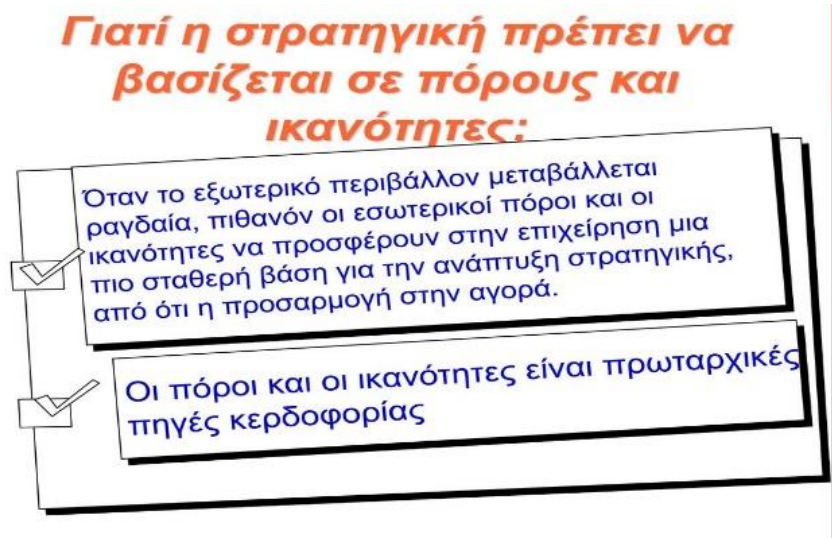 Γιατί η στρατηγική πρέπει να
βασίζεται σε πόρους και
ικανότητες;
Όταν το εξωτερικό περιβάλλον μεταβάλλεται
ραγδαία, πιθανόν οι εσωτερικοί πόροι και οι
ικανότητες να προσφέρουν στην επιχείρηση μια
πιο σταθερή βάση για την ανάπτυξη στρατηγικής,
από ότι η προσαρμογή στην αγορά.
Οι πόροι και οι ικανότητες είναι πρωταρχικές
πηγές κερδοφορίας